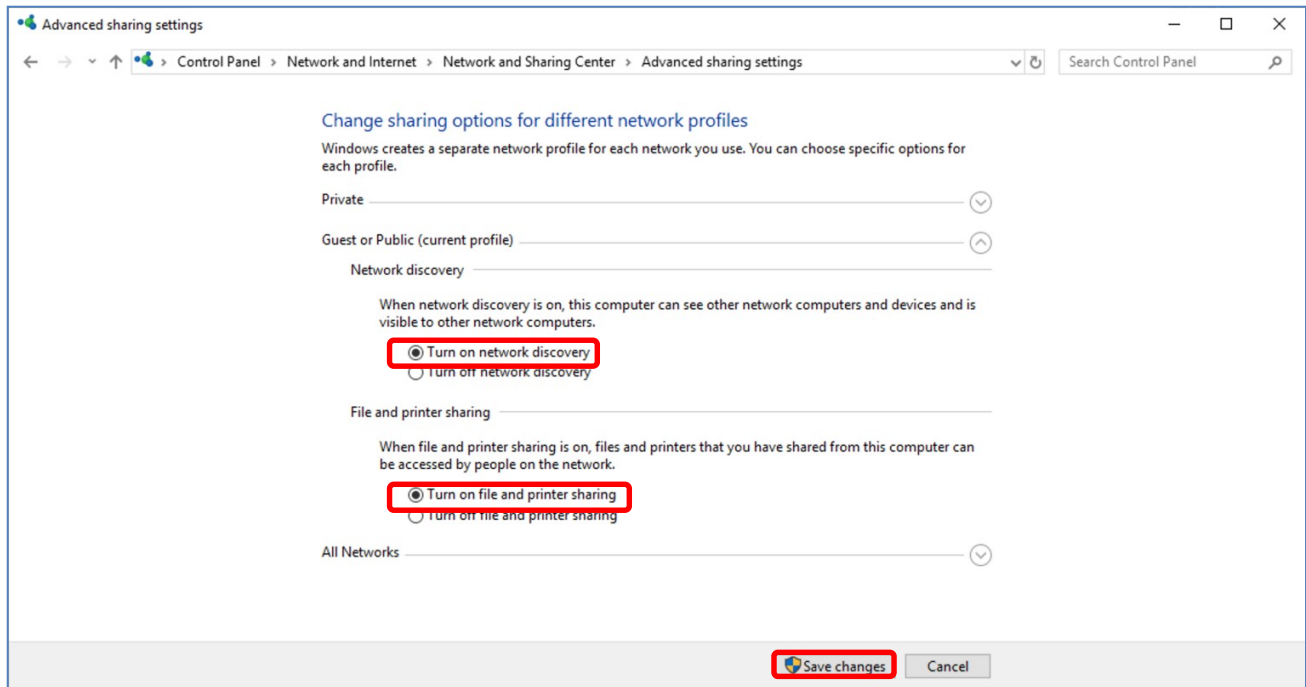 Advanced sharing settings
Control Panel > Network and Internet > Network and Sharing Center > Advanced sharing settings
Search Control Panel
Change sharing options for different network profiles
Windows creates a separate network profile for each network you use. You can choose specific options for
each profile.
Private
Guest or Public (current profile)
Network discovery
When network discovery is on, this computer can see other network computers and devices and is
visible to other network computers.
Turn on network discovery
Turn off network discovery
File and printer sharing
When file and printer sharing is on, files and printers that you have shared from this computer can
be accessed by people on the network.
Turn on file and printer sharing
Turn off file and printer sharing
All Networks
Save changes
Cancel